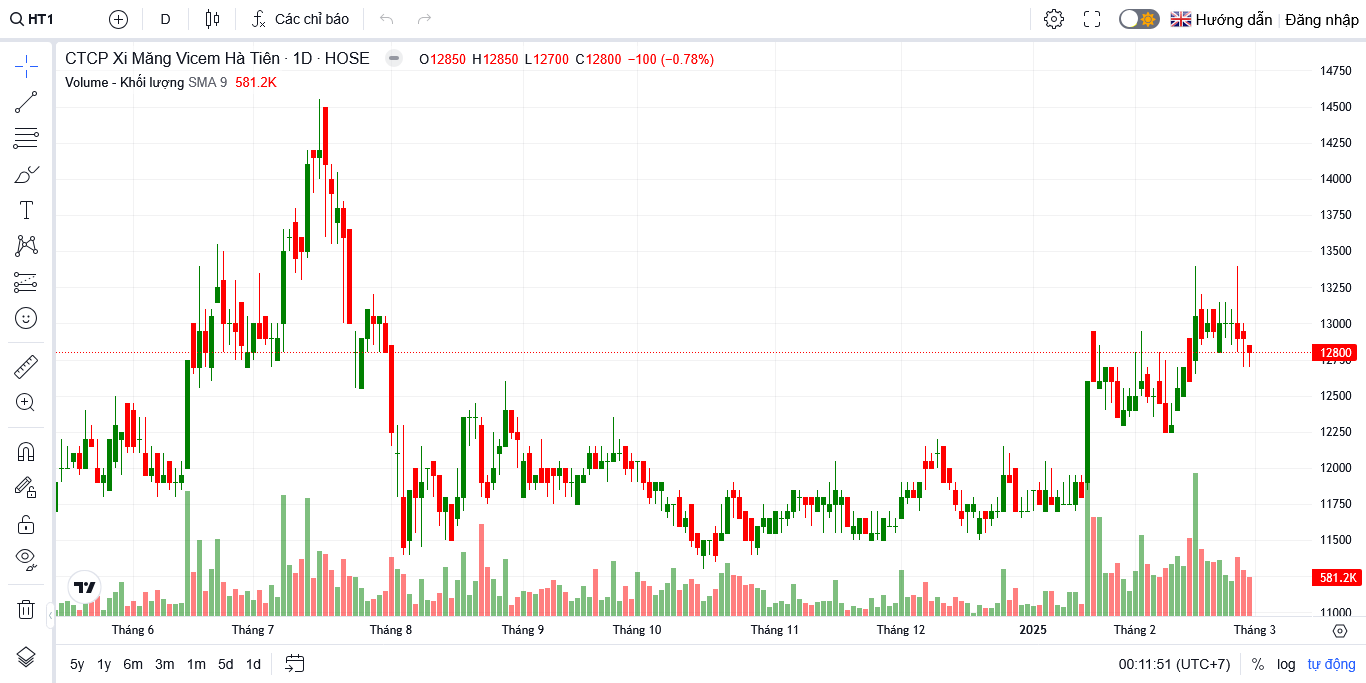 HT1 D Các chỉ báo Hướng dẫn Đăng nhập
CTCP Xi Măng Vicem Hà Tiên · 1D · HOSE O12850 H12850 L12700 C12800 −100 (−0.78%)
Volume - Khối lượng SMA 9 581.2K
14750
14500
14250
14000
13750
13500
13250
13000
12800
12500
12250
12000
11750
11500
581.2K
11000
Tháng 6 Tháng 7 Tháng 8 Tháng 9 Tháng 10 Tháng 11 Tháng 12 2025 Tháng 2 Tháng 3
5y 1y 6m 3m 1m 5d 1d 00:11:51 (UTC+7) % log tự động